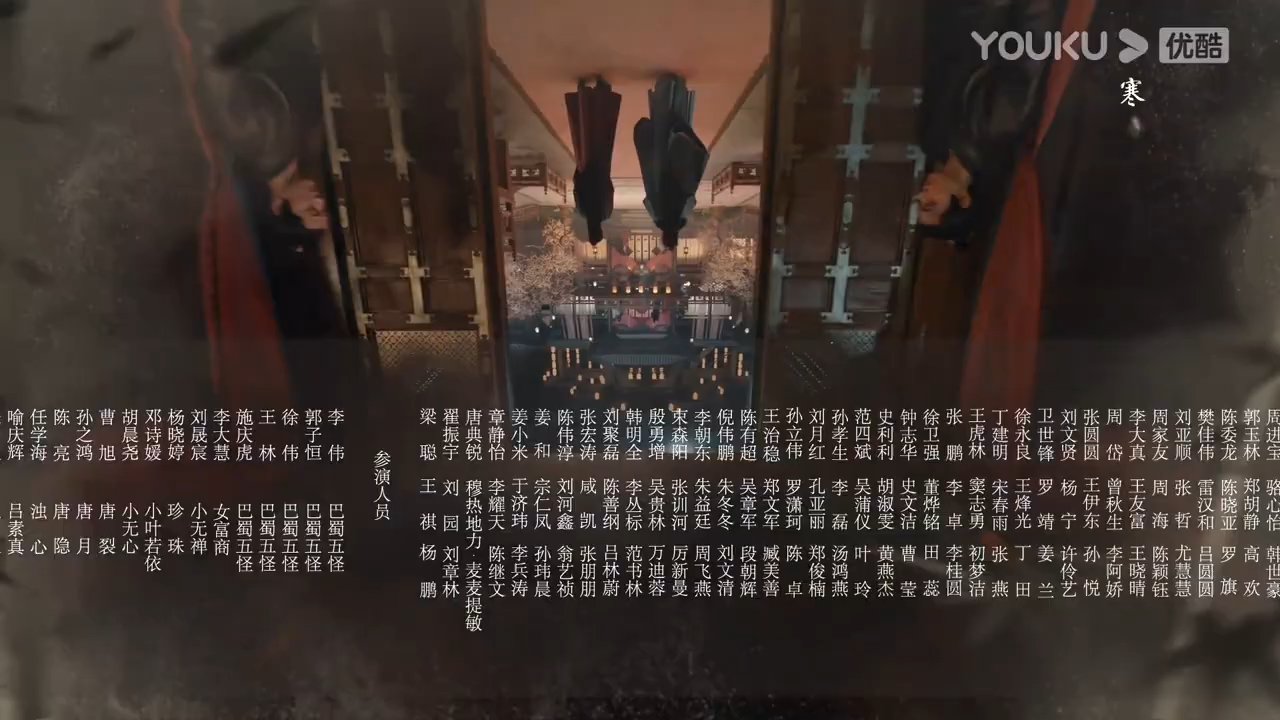 YOUKU 优酷
寒
喻庆辉 吕素真
任学海 浊心
陈亮 唐隐
孙之鸿 唐月
曹旭 唐裂
胡晨尧 小无心
邓诗媛 小叶若依
杨晓婷 珍珠
刘晟宸 小无禅
李大慧 女富商
施庆虎 巴蜀五怪
王林 巴蜀五怪
徐伟 巴蜀五怪
郭子恒 巴蜀五怪
李伟 巴蜀五怪
参演人员
梁聪 王祺 杨鹏
翟振宇 刘园 刘章林
唐典锐 穆热地力·麦麦提敏
章静怡 李耀天 陈继文
姜小米 于济玮 李兵涛
姜和 宗仁凤 孙玮晨
陈伟淳 刘河鑫 翁艺祯
张宏涛 咸凯 张朋朋
刘聚磊 陈善纲 吕林蔚
韩明全 李丛标 范书林
殷勇增 吴贵林 万迪蓉
束森阳 张训河 厉新曼
李朝东 朱益廷 周飞燕
倪伟鹏 朱冬冬 刘文清
陈有超 吴章军 段朝辉
王治稳 郑文军 臧美善
孙立伟 罗潇珂 陈卓
刘月红 孔亚丽 郑俊楠
孙孝生 李磊 汤鸿燕
范四斌 吴蒲仪 叶玲
史利利 胡淑雯 黄燕杰
钟志华 史文洁 曹莹
徐卫强 董烨铭 田蕊
张鹏 李卓 李桂圆
王虎林 窦志勇 初梦洁
丁建明 宋春雨 张燕
徐永良 王烽光 丁田
卫世锋 罗靖 姜兰
刘文贤 杨宁 许伶艺
张圆圆 王伊东 孙悦
周岱 曾秋生 李阿娇
李大真 王友富 王晓晴
周家友 周海 陈颖钰
刘亚顺 张哲 尤慧慧
樊佳伟 雷汉和 吕圆圆
陈委龙 陈晓亚 罗旗
郭玉林 郑胡静 高欢